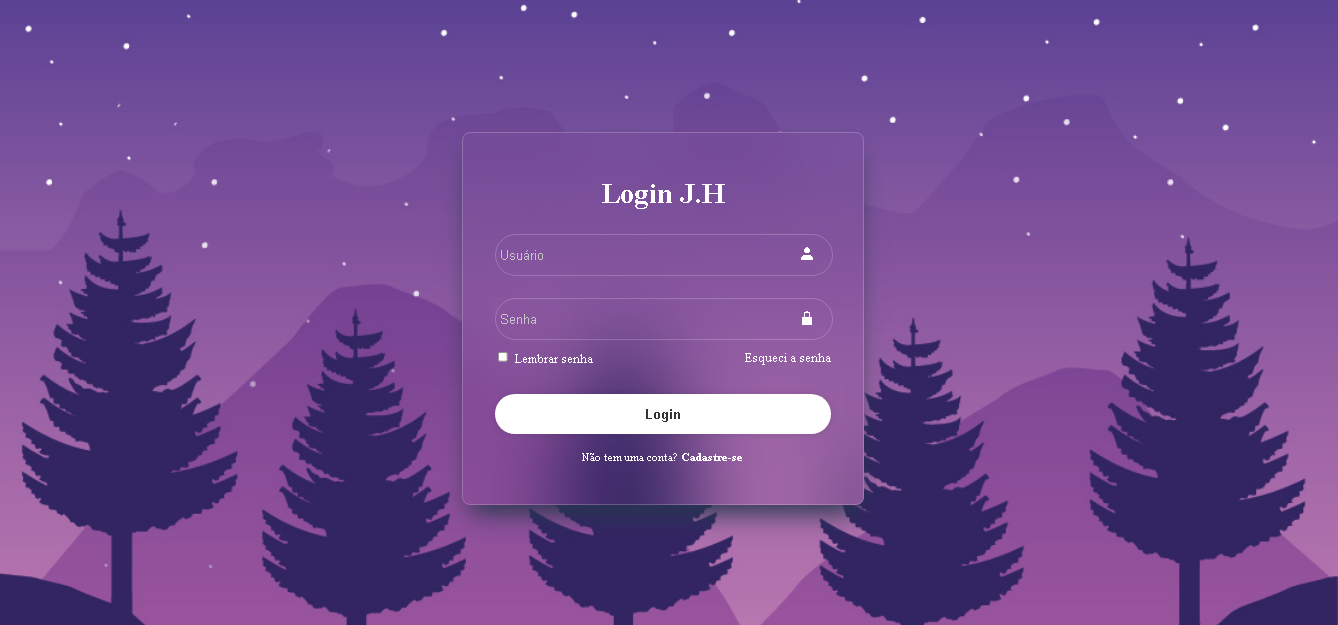 Login J.H
Usuário
Senha
Lembrar senha Esqueci a senha
Login
Não tem uma conta? Cadastre-se